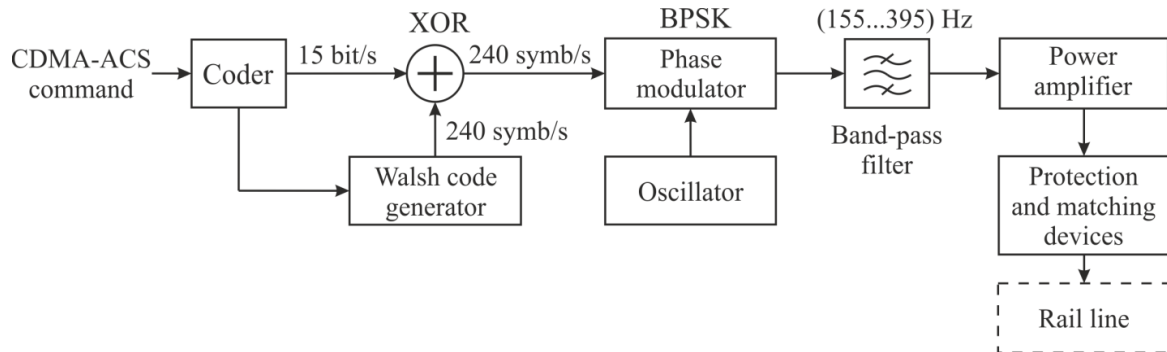 CDMA-ACS
command
Coder
15 bit/s
XOR
240 symb/s
240 symb/s
Walsh code
generator
BPSK
Phase
modulator
Oscillator
(155...395) Hz
Band-pass
filter
Power
amplifier
Protection
and matching
devices
Rail line